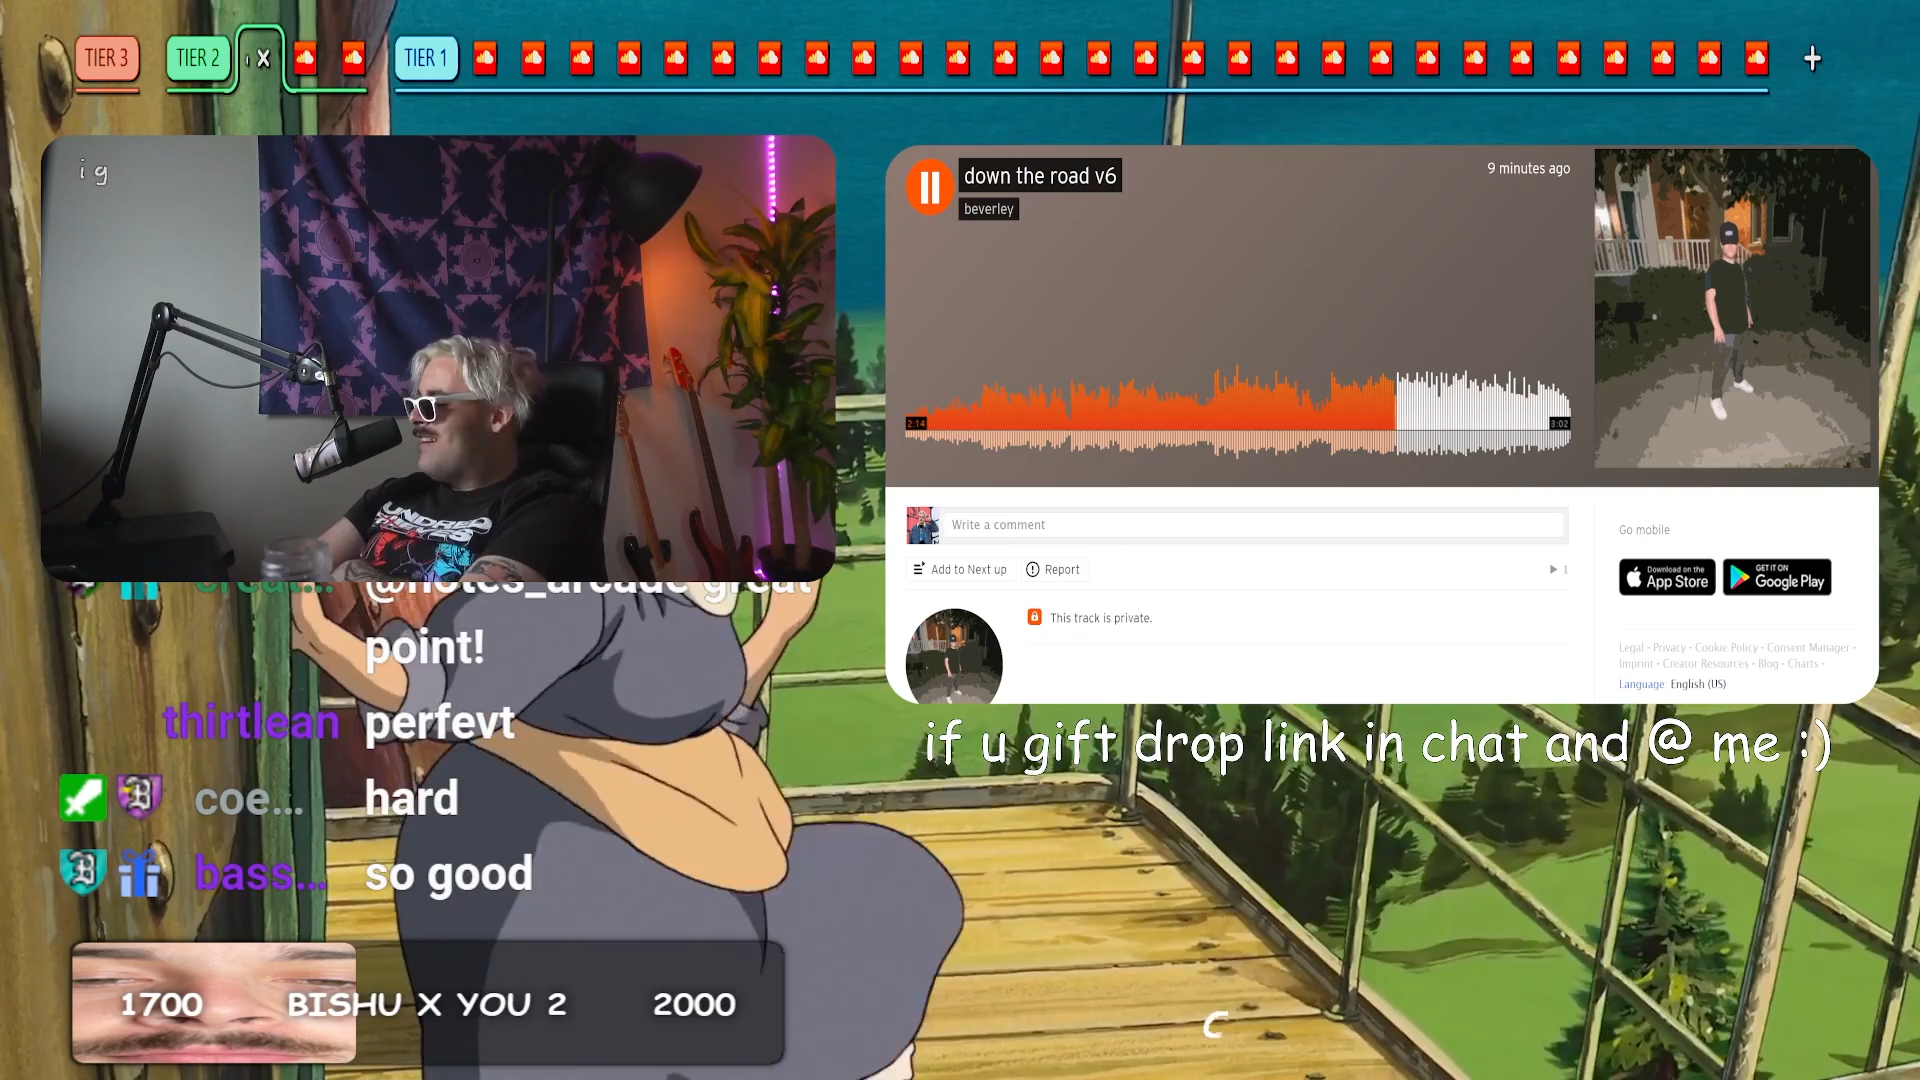 TIER 3
TIER 2
X
TIER 1
+
i g
down the road v6
beverley
9 minutes ago
2:14
3:02
Write a comment
Add to Next up
Report
1
This track is private.
Go mobile
Download on the App Store
GET IT ON Google Play
Legal - Privacy - Cookie Policy - Consent Manager -
Imprint - Creator Resources - Blog - Charts -
Language: English (US)
if u gift drop link in chat and @ me :)
@notes_arcade great
point!
thirtlean perfevt
coe... hard
bass... so good
1700 BISHU X YOU 2 2000
C